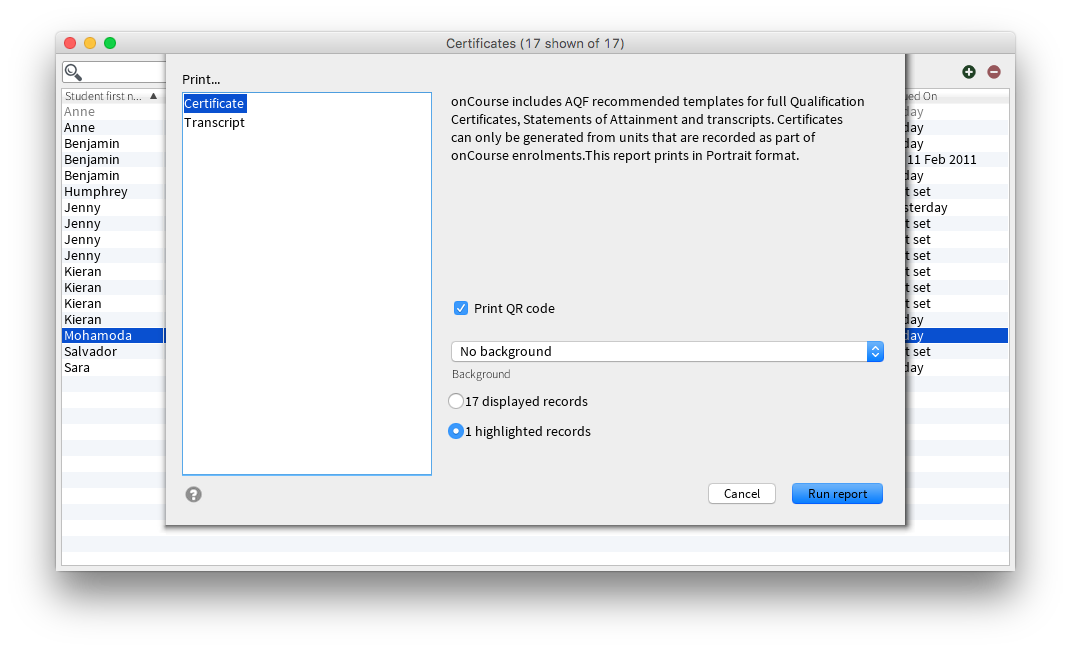 Certificates (17 shown of 17)
Print...
Student first n...
ed On
Certificate
Transcript
onCourse includes AQF recommended templates for full Qualification
Certificates, Statements of Attainment and transcripts. Certificates
can only be generated from units that are recorded as part of
onCourse enrolments.This report prints in Portrait format.
Anne
day
Anne
day
Benjamin
day
Benjamin
11 Feb 2011
Benjamin
day
Humphrey
t set
Jenny
sterday
Jenny
t set
Jenny
t set
Jenny
t set
Kieran
t set
Kieran
t set
Kieran
t set
Kieran
day
Mohamoda
day
Salvador
t set
Sara
day
Print QR code
No background
Background
17 displayed records
1 highlighted records
?
Cancel
Run report